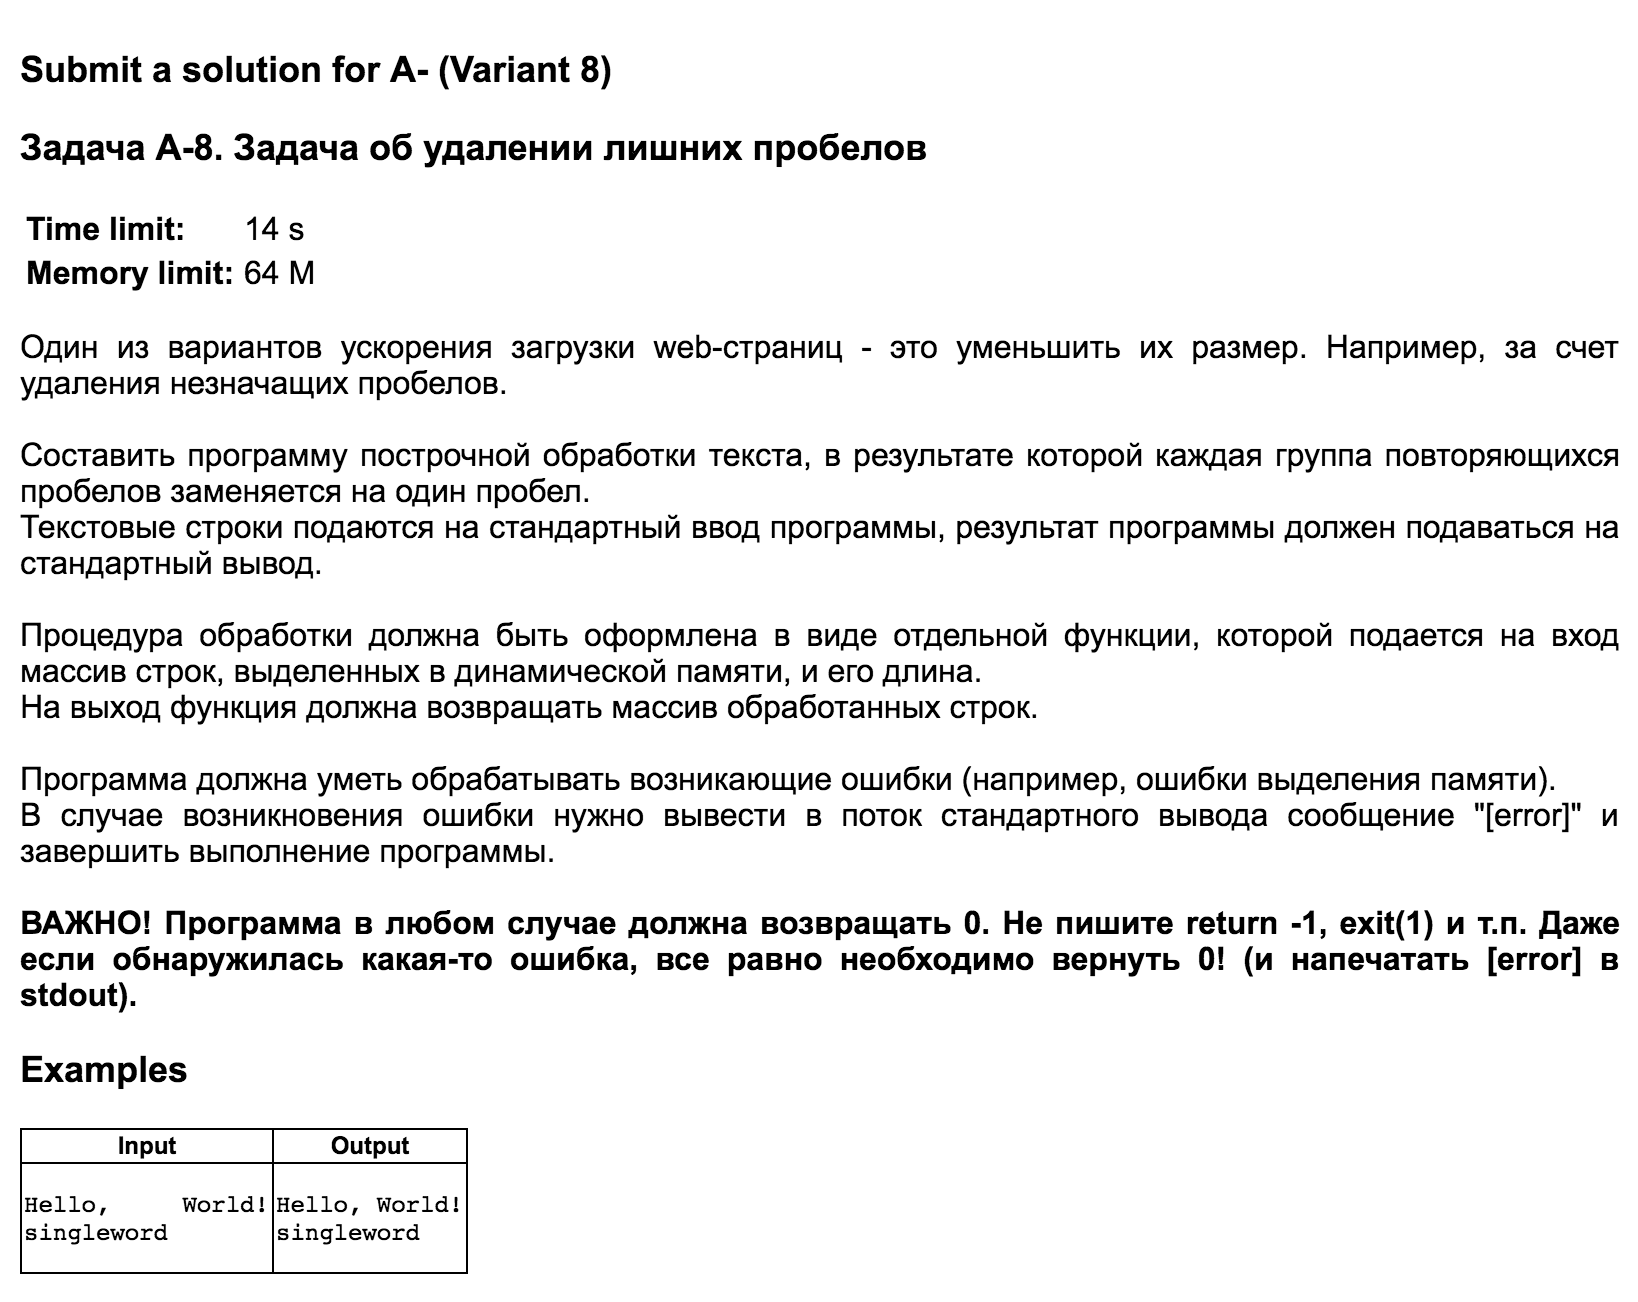 Submit a solution for A- (Variant 8)
Задача A-8. Задача об удалении лишних пробелов
Time limit: 14 s
Memory limit: 64 M
Один из вариантов ускорения загрузки web-страниц - это уменьшить их размер. Например, за счет
удаления незначащих пробелов.
Составить программу построчной обработки текста, в результате которой каждая группа повторяющихся
пробелов заменяется на один пробел.
Текстовые строки подаются на стандартный ввод программы, результат программы должен подаваться на
стандартный вывод.
Процедура обработки должна быть оформлена в виде отдельной функции, которой подается на вход
массив строк, выделенных в динамической памяти, и его длина.
На выход функция должна возвращать массив обработанных строк.
Программа должна уметь обрабатывать возникающие ошибки (например, ошибки выделения памяти).
В случае возникновения ошибки нужно вывести в поток стандартного вывода сообщение "[error]" и
завершить выполнение программы.
ВАЖНО! Программа в любом случае должна возвращать 0. Не пишите return -1, exit(1) и т.п. Даже
если обнаружилась какая-то ошибка, все равно необходимо вернуть 0! (и напечатать [error] в
stdout).
Examples
Input Output
Hello,     World! Hello, World!
singleword singleword